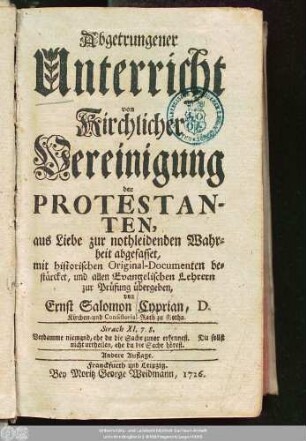 Abgetrungener
Unterricht
von
Kirchlicher
Vereinigung
der
PROTESTAN-
TEN,
aus Liebe zur nothleidenden Wahr-
heit abgefasset,
mit historischen Original-Documenten be-
stärcket, und allen Evangelischen Lehrern
zur Prüfung übergeben,
von
Ernst Salomon Cyprian, D.
Kirchen- und Consistorial-Rath zu Gotha.
Sirach XI, 7. 8.
Verdamme niemand, ehe du die Sache zuvor erkennest. Du sollt
nicht urtheilen, ehe du die Sache hörest.
Andere Auflage.
Franckfurth und Leipzig.
Bey Moritz George Weidmann, 1726.